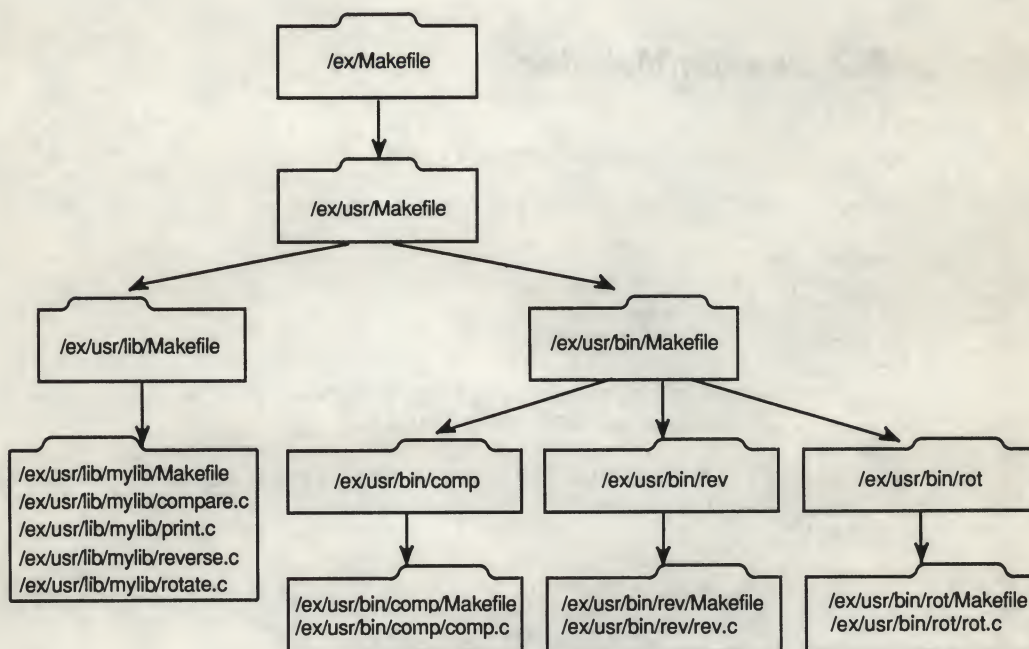 /ex/Makefile
/ex/usr/Makefile
/ex/usr/lib/Makefile
/ex/usr/bin/Makefile
/ex/usr/lib/mylib/Makefile
/ex/usr/lib/mylib/compare.c
/ex/usr/lib/mylib/print.c
/ex/usr/lib/mylib/reverse.c
/ex/usr/lib/mylib/rotate.c
/ex/usr/bin/comp
/ex/usr/bin/rev
/ex/usr/bin/rot
/ex/usr/bin/comp/Makefile
/ex/usr/bin/comp/comp.c
/ex/usr/bin/rev/Makefile
/ex/usr/bin/rev/rev.c
/ex/usr/bin/rot/Makefile
/ex/usr/bin/rot/rot.c